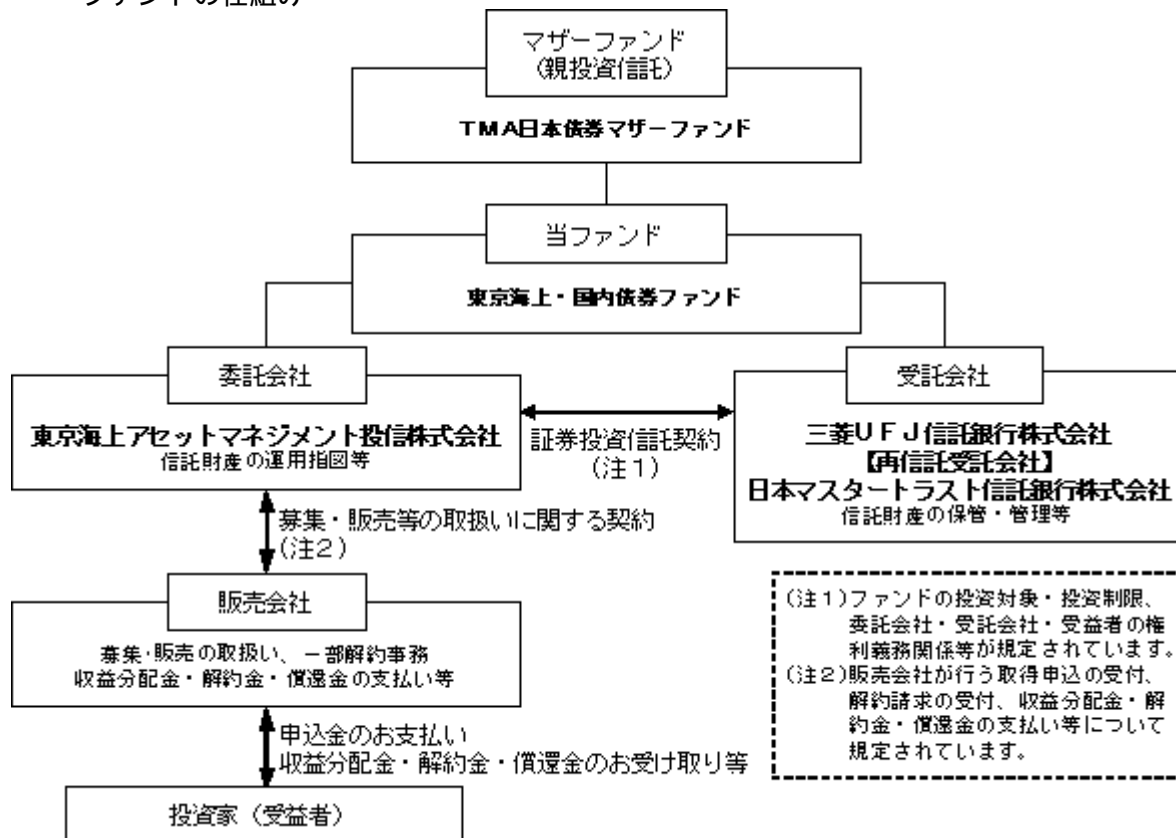 ファンドの仕組み
マザーファンド
(親投資信託)
TMA日本債券マザーファンド
当ファンド
東京海上・国内債券ファンド
委託会社
東京海上アセットマネジメント投信株式会社
信託財産の運用指図等
証券投資信託契約
(注1)
受託会社
三菱UFJ信託銀行株式会社
【再信託受託会社】
日本マスタートラスト信託銀行株式会社
信託財産の保管・管理等
募集・販売等の取扱いに関する契約
(注2)
販売会社
募集・販売の取扱い、一部解約事務
収益分配金・解約金・償還金の支払い等
申込金のお支払い
収益分配金・解約金・償還金のお受け取り等
投資家(受益者)
(注1)ファンドの投資対象・投資制限、
委託会社・受託会社・受益者の権
利義務関係等が規定されています。
(注2)販売会社が行う取得申込の受付、
解約請求の受付、収益分配金・解
約金・償還金の支払い等について
規定されています。